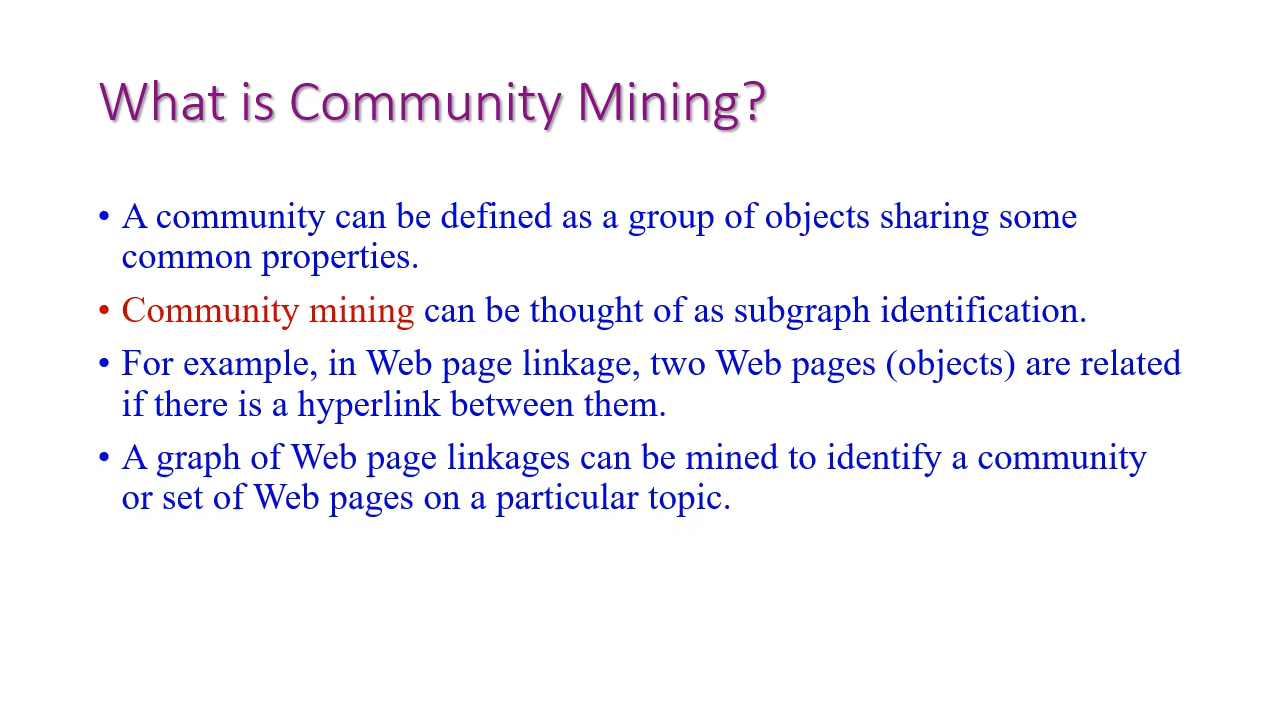 What is Community Mining?
• A community can be defined as a group of objects sharing some
common properties.
• Community mining can be thought of as subgraph identification.
• For example, in Web page linkage, two Web pages (objects) are related
if there is a hyperlink between them.
• A graph of Web page linkages can be mined to identify a community
or set of Web pages on a particular topic.